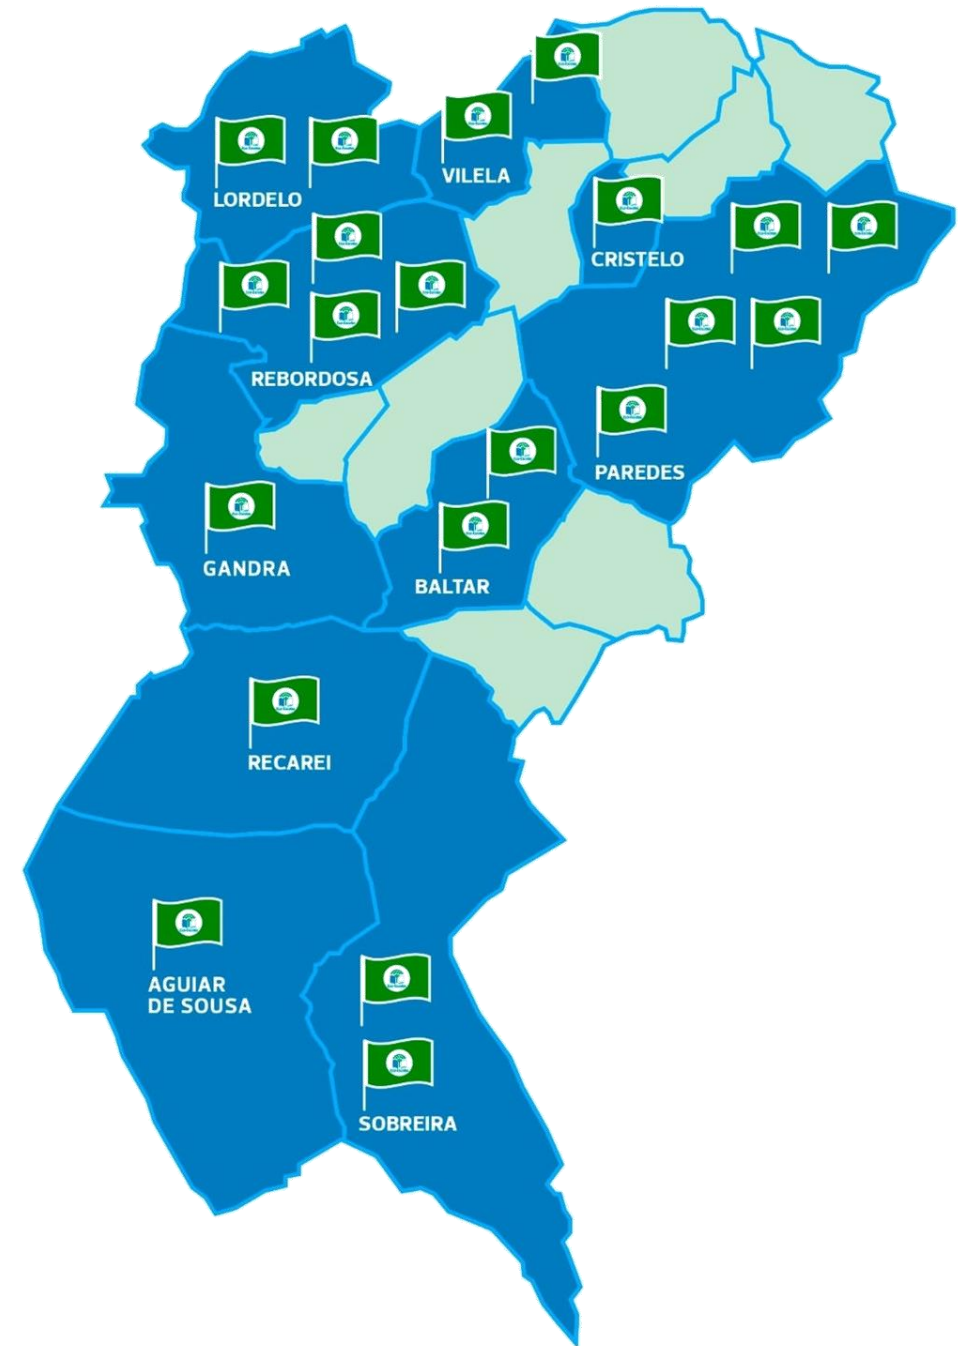 LORDELO
VILELA
CRISTELO
REBORDOSA
PAREDES
GANDRA
BALTAR
RECAREI
AGUIAR
DE SOUSA
SOBREIRA